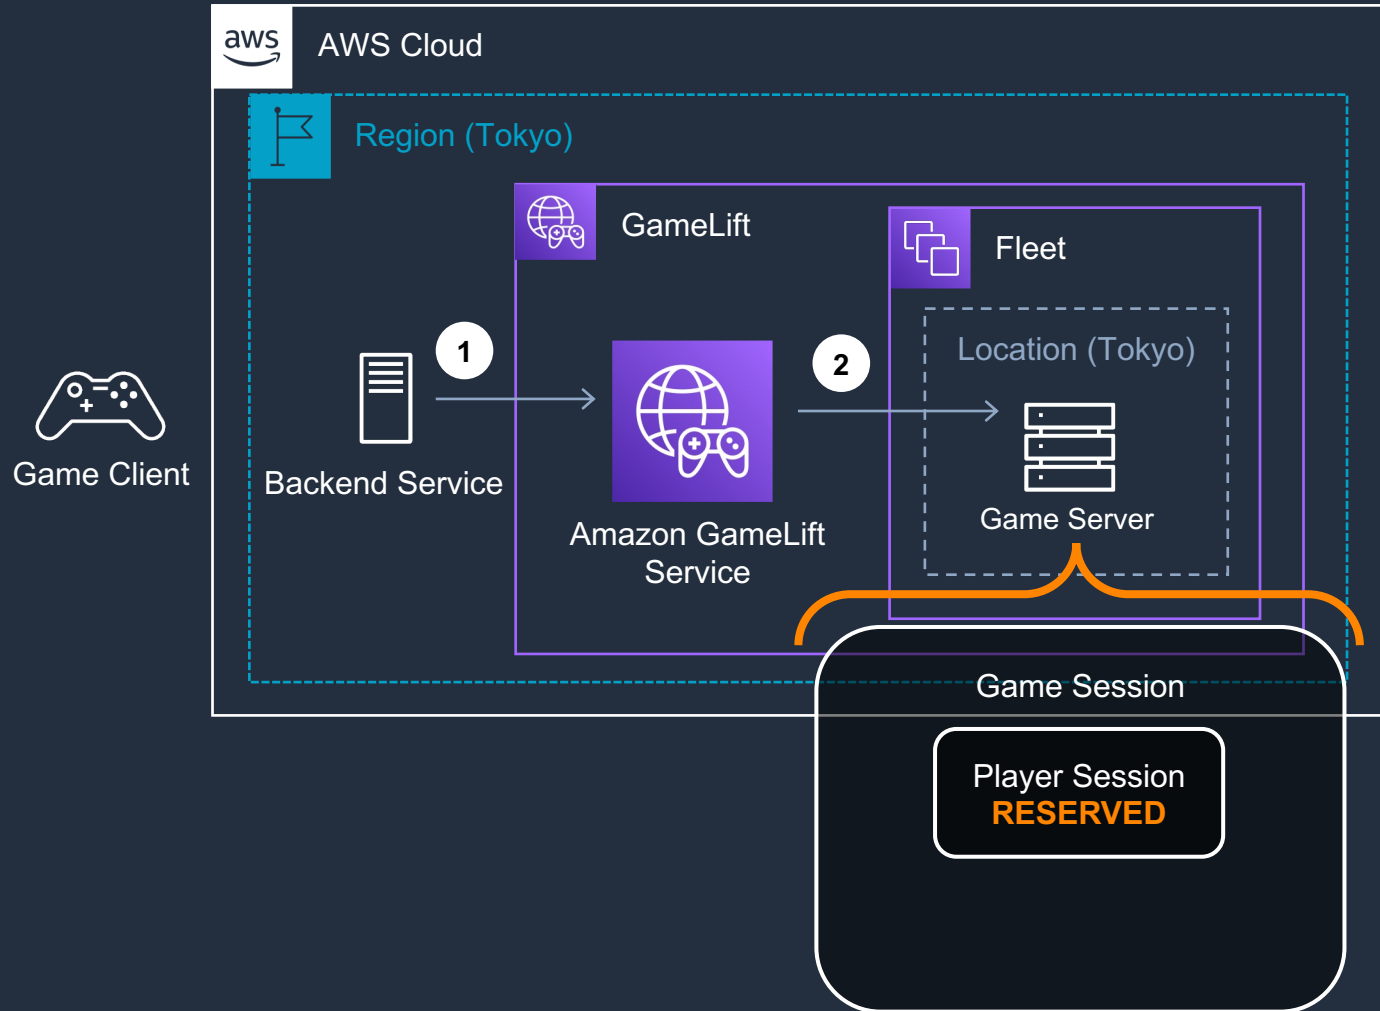 aws
AWS Cloud
Region (Tokyo)
GameLift
Fleet
1
2
Location (Tokyo)
Game Client
Backend Service
Amazon GameLift
Service
Game Server
Game Session
Player Session
RESERVED